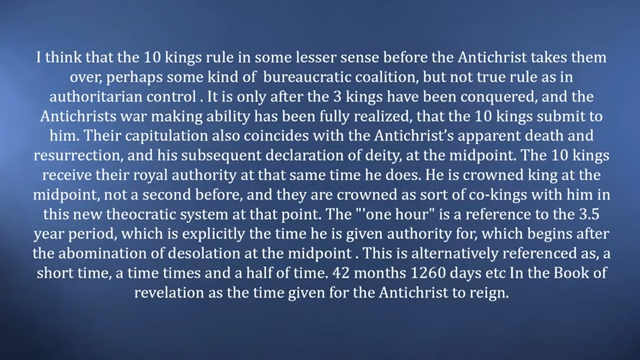 I think that the 10 kings rule in some lesser sense before the Antichrist takes them
over, perhaps some kind of  bureaucratic coalition, but not true rule as in
authoritarian control . It is only after the 3 kings have been conquered, and the
Antichrists war making ability has been fully realized, that the 10 kings submit to
him. Their capitulation also coincides with the Antichrist’s apparent death and
resurrection, and his subsequent declaration of deity, at the midpoint. The 10 kings
receive their royal authority at that same time he does. He is crowned king at the
midpoint, not a second before, and they are crowned as sort of co-kings with him in
this new theocratic system at that point. The "'one hour" is a reference to the 3.5
year period, which is explicitly the time he is given authority for, which begins after
the abomination of desolation at the midpoint . This is alternatively referenced as, a
short time, a time times and a half of time. 42 months 1260 days etc In the Book of
revelation as the time given for the Antichrist to reign.